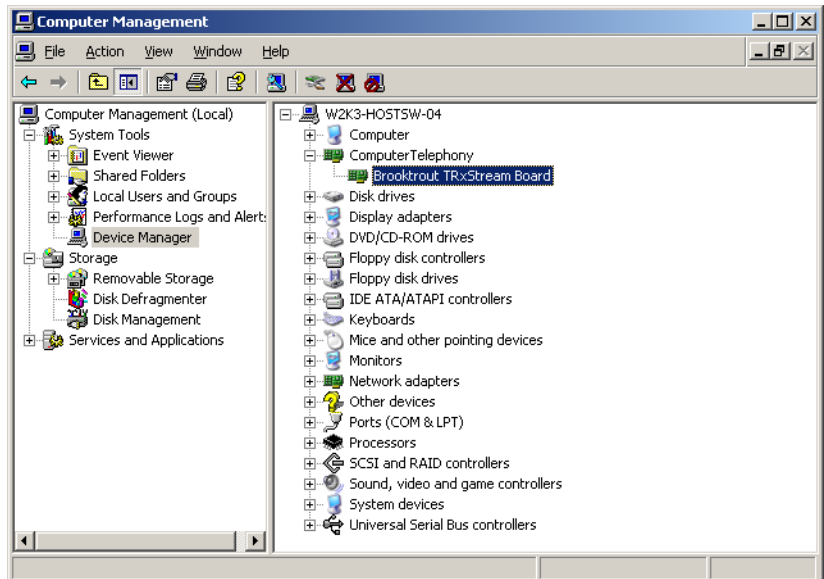 Computer Management
File Action View Window Help
Computer Management (Local)
System Tools
Event Viewer
Shared Folders
Local Users and Groups
Performance Logs and Alert
Device Manager
Storage
Removable Storage
Disk Defragmenter
Disk Management
Services and Applications
W2K3-HOSTSW-04
Computer
ComputerTelephony
Brooktrout TRxStream Board
Disk drives
Display adapters
DVD/CD-ROM drives
Floppy disk controllers
Floppy disk drives
IDE ATA/ATAPI controllers
Keyboards
Mice and other pointing devices
Monitors
Network adapters
Other devices
Ports (COM & LPT)
Processors
SCSI and RAID controllers
Sound, video and game controllers
System devices
Universal Serial Bus controllers